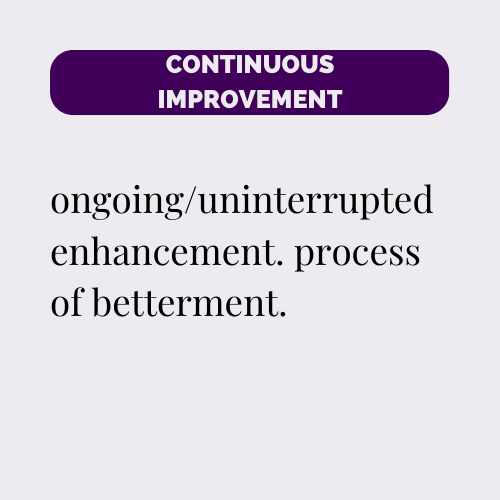 CONTINUOUS
IMPROVEMENT
ongoing/uninterrupted
enhancement. process
of betterment.